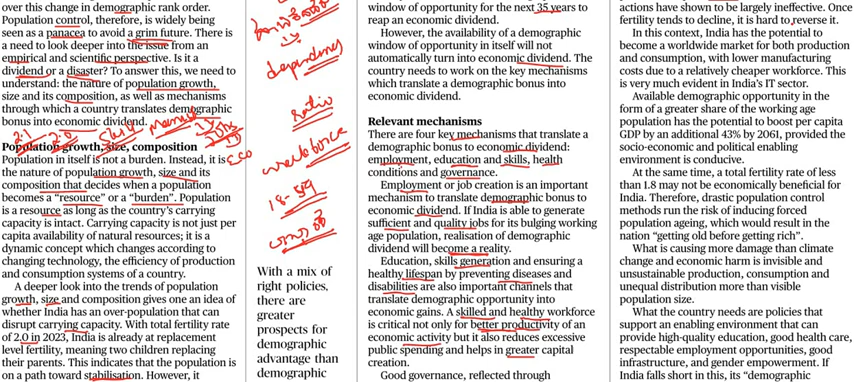 over this change in demographic rank order.
Population control, therefore, is widely being
seen as a panacea to avoid a grim future. There is
a need to look deeper into the issue from an
empirical and scientific perspective. Is it a
dividend or a disaster? To answer this, we need to
understand: the nature of population growth,
size and its composition, as well as mechanisms
through which a country translates demographic
bonus into economic dividend.
2.1 2.0 Skill
Population growth, size, composition
Population in itself is not a burden. Instead, it is
the nature of population growth, size and its
composition that decides when a population
becomes a “resource” or a “burden”. Population
is a resource as long as the country's carrying
capacity is intact. Carrying capacity is not just per
capita availability of natural resources; it is a
dynamic concept which changes according to
changing technology, the efficiency of production
and consumption systems of a country.
A deeper look into the trends of population
growth, size and composition gives one an idea of
whether India has an over-population that can
disrupt carrying capacity. With total fertility rate
of 2.0 in 2023, India is already at replacement
level fertility, meaning two children replacing
their parents. This indicates that the population is
on a path toward stabilisation. However, it
dependency
ratio
workforce
18-59
With a mix of
right policies,
there are
greater
prospects for
demographic
advantage than
demographic
window of opportunity for the next 35 years to
reap an economic dividend.
However, the availability of a demographic
window of opportunity in itself will not
automatically turn into economic dividend. The
country needs to work on the key mechanisms
which translate a demographic bonus into
economic dividend.
Relevant mechanisms
There are four key mechanisms that translate a
demographic bonus to economic dividend:
employment, education and skills, health
conditions and governance.
Employment or job creation is an important
mechanism to translate demographic bonus to
economic dividend. If India is able to generate
sufficient and quality jobs for its bulging working
age population, realisation of demographic
dividend will become a reality.
Education, skills generation and ensuring a
healthy lifespan by preventing diseases and
disabilities are also important channels that
translate demographic opportunity into
economic gains. A skilled and healthy workforce
is critical not only for better productivity of an
economic activity but it also reduces excessive
public spending and helps in greater capital
creation.
Good governance, reflected through
actions have shown to be largely ineffective. Once
fertility tends to decline, it is hard to reverse it.
In this context, India has the potential to
become a worldwide market for both production
and consumption, with lower manufacturing
costs due to a relatively cheaper workforce. This
is very much evident in India's IT sector.
Available demographic opportunity in the
form of a greater share of the working age
population has the potential to boost per capita
GDP by an additional 43% by 2061, provided the
socio-economic and political enabling
environment is conducive.
At the same time, a total fertility rate of less
than 1.8 may not be economically beneficial for
India. Therefore, drastic population control
methods run the risk of inducing forced
population ageing, which would result in the
nation “getting old before getting rich”.
What is causing more damage to climate
change and economic harm is invisible and
unsustainable production, consumption and
unequal distribution more than visible
population size.
What the country needs are policies that
support an enabling environment that can
provide high-quality education, good health care,
respectable employment opportunities, good
infrastructure, and gender empowerment. If
India falls short in this, its “demographic